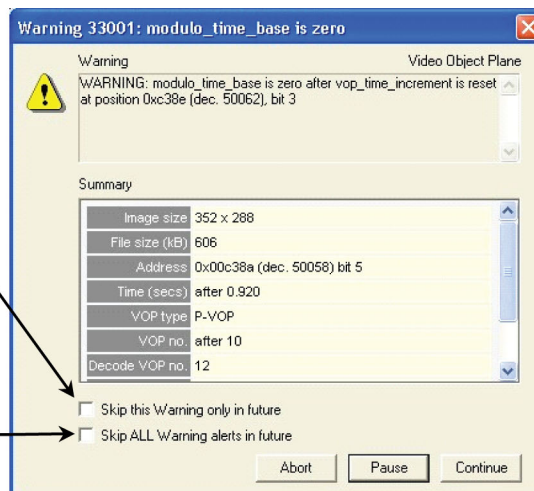 Warning 33001: modulo_time_base is zero
Warning Video Object Plane
WARNING: modulo_time_base is zero after vop_time_increment is reset
at position 0xc38e (dec. 50062), bit 3
Summary
Image size 352 x 288
File size (kB) 606
Address 0x00c38a (dec. 50058) bit 5
Time (secs) after 0.920
VOP type P-VOP
VOP no. after 10
Decode VOP no. 12
Skip this Warning only in future
Skip ALL Warning alerts in future
Abort Pause Continue